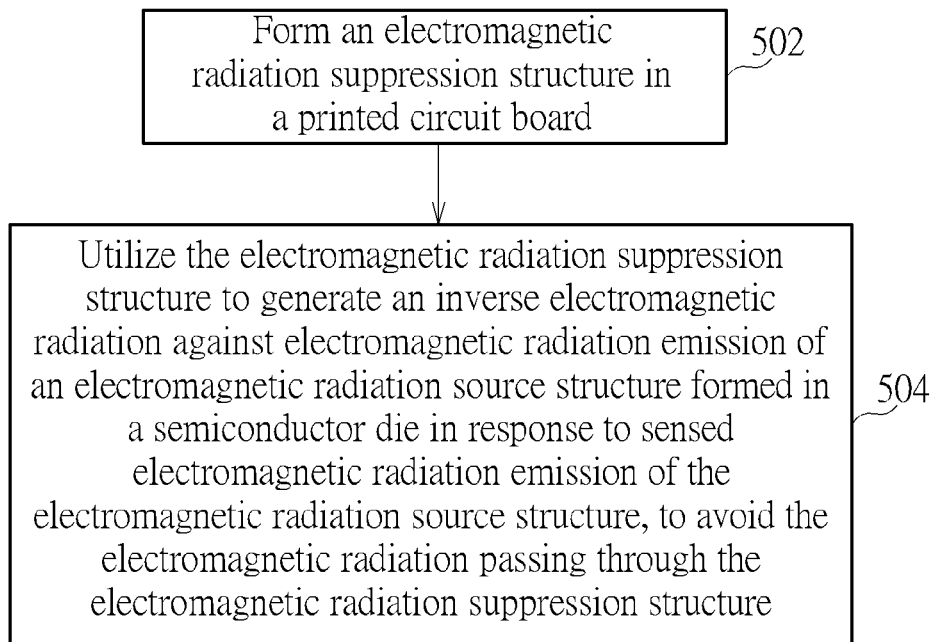 Form an electromagnetic
radiation suppression structure in
a printed circuit board
502
Utilize the electromagnetic radiation suppression
structure to generate an inverse electromagnetic
radiation against electromagnetic radiation emission of
an electromagnetic radiation source structure formed in
a semiconductor die in response to sensed
electromagnetic radiation emission of the
electromagnetic radiation source structure, to avoid the
electromagnetic radiation passing through the
electromagnetic radiation suppression structure
504